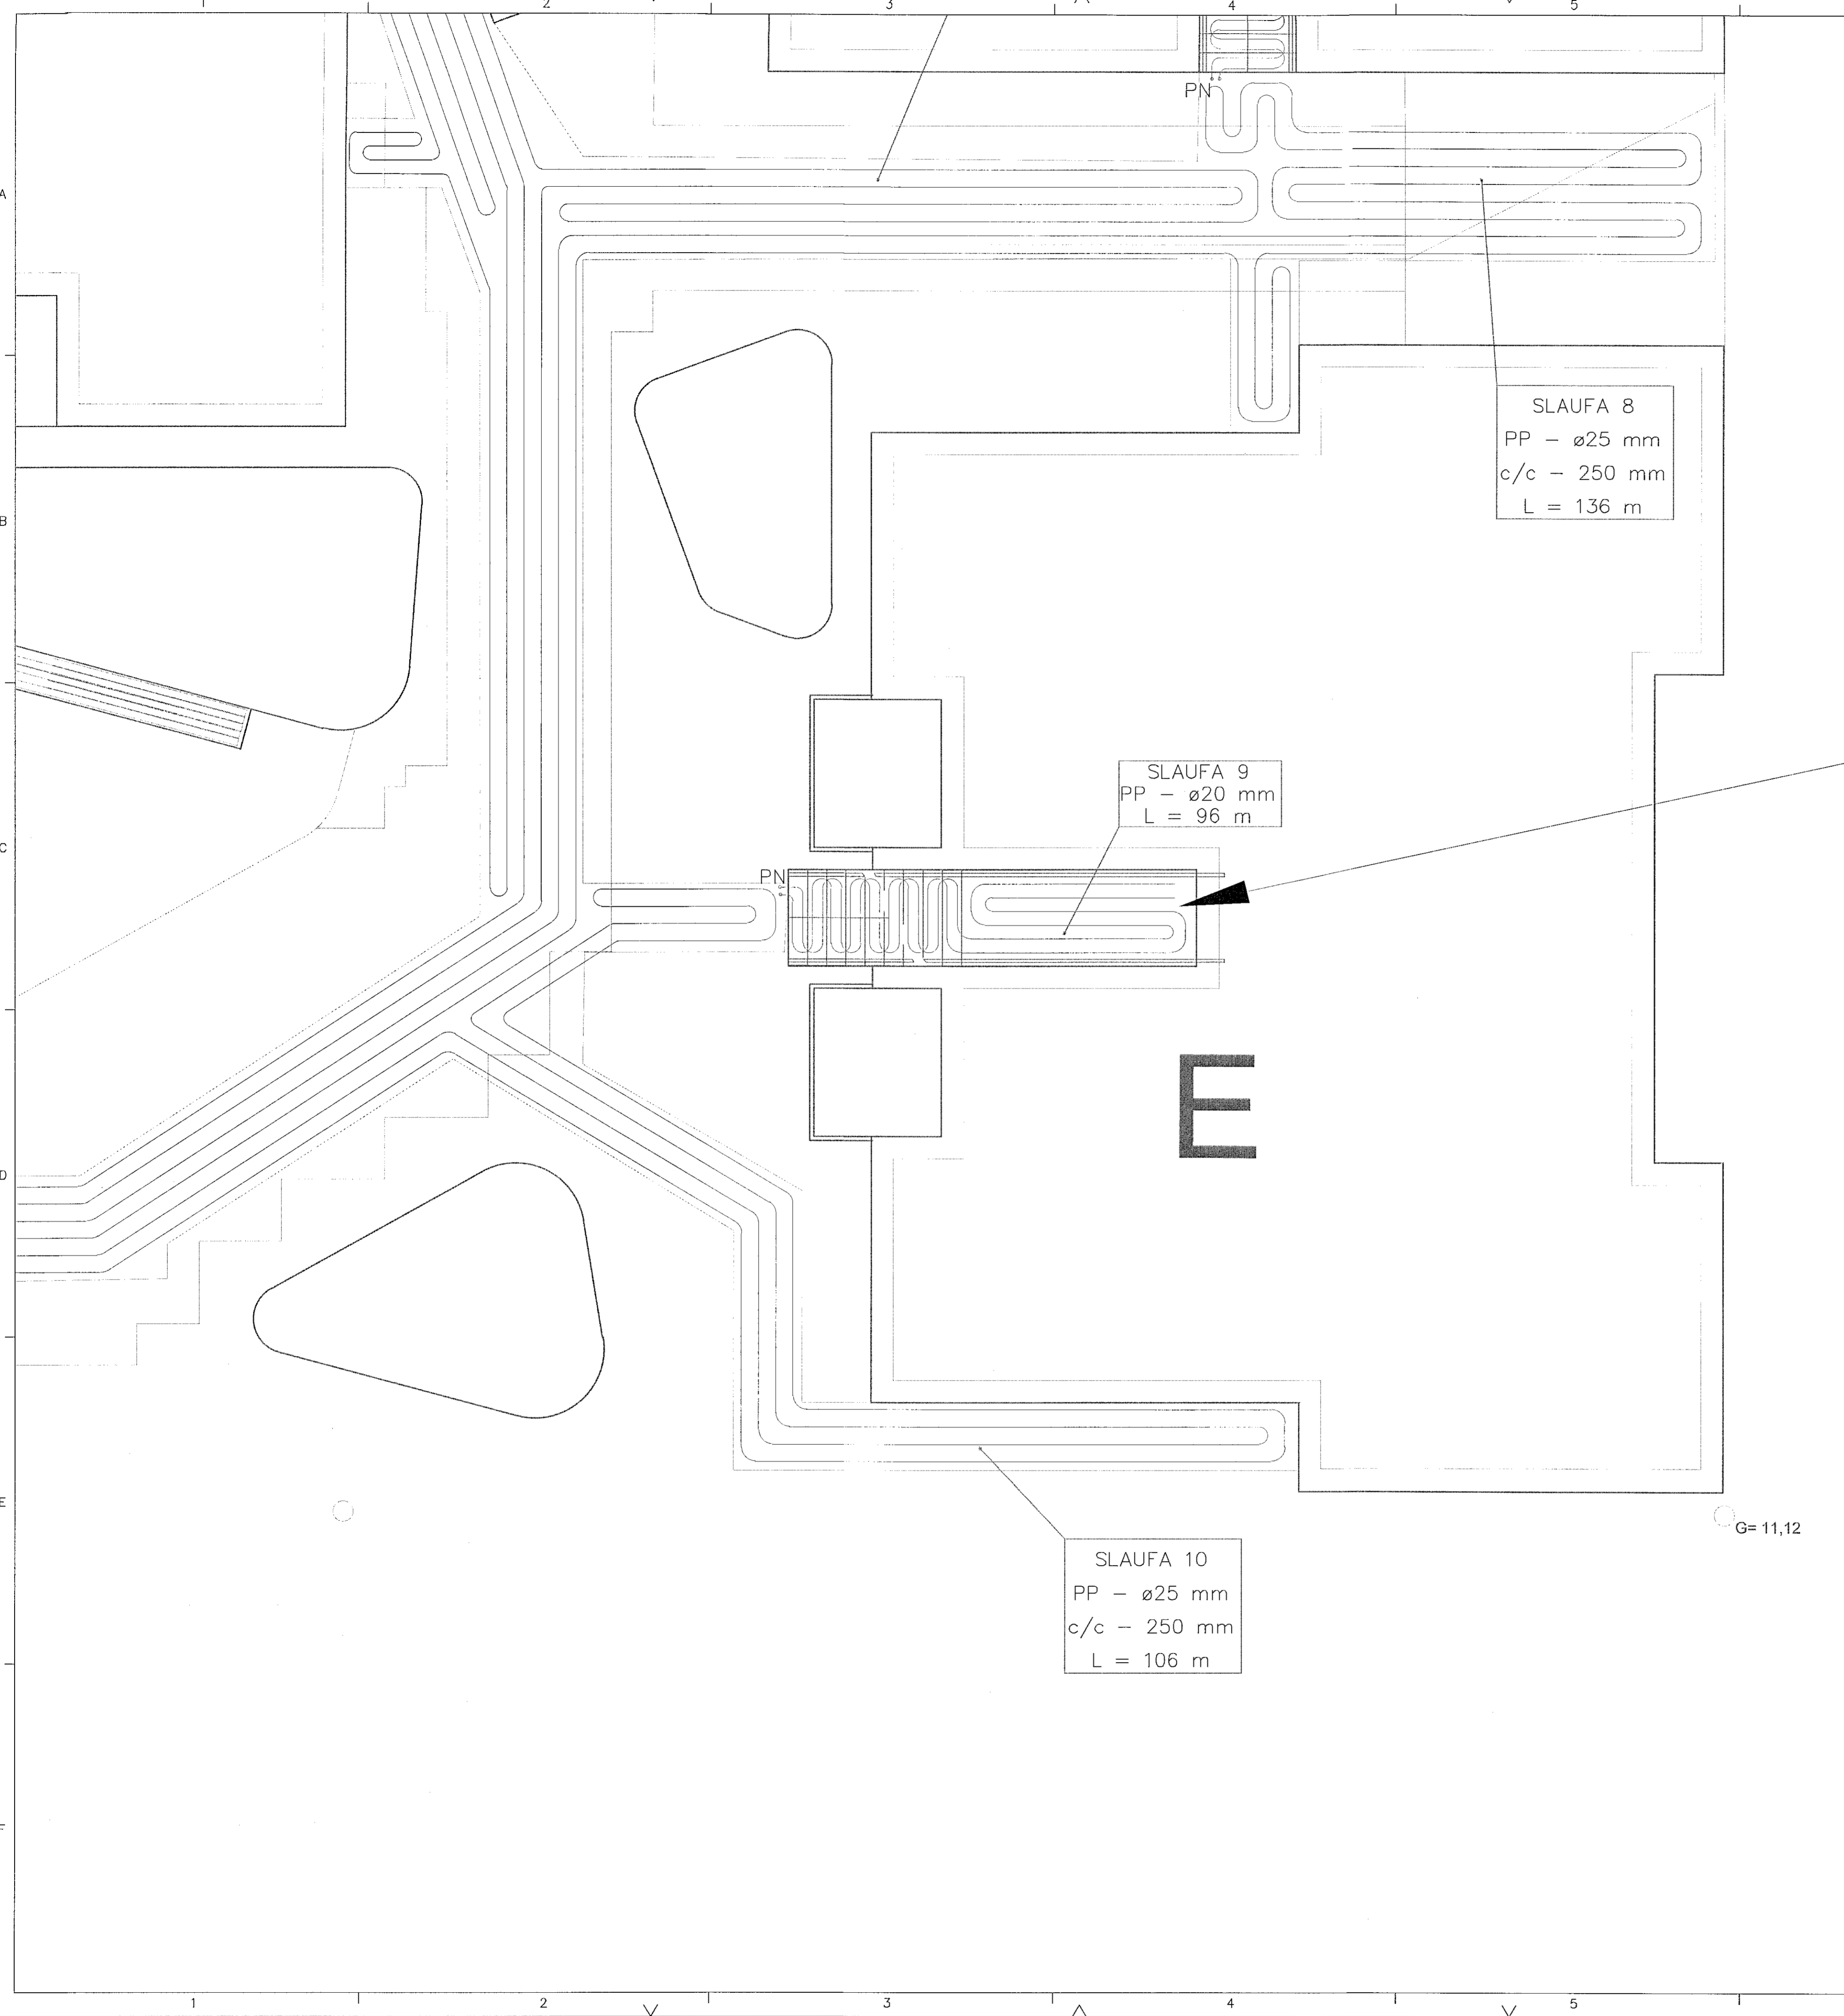 2 3 4 5
PN
A
SLAUFA 8
PP - ø25 mm
c/c - 250 mm
L = 136 m
B
SLAUFA 9
PP - ø20 mm
L = 96 m
C
PN
E
D
E
G= 11,12
SLAUFA 10
PP - ø25 mm
c/c - 250 mm
L = 106 m
F
1 2 3 4 5